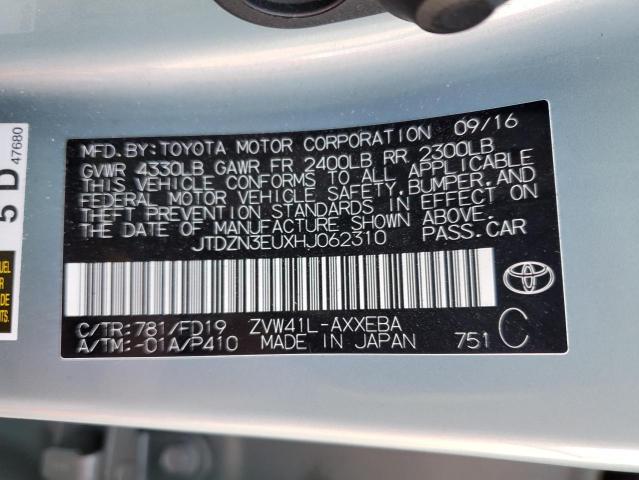 MFD. BY: TOYOTA MOTOR CORPORATION 09/16
GVWR 4330LB GAWR FR 2400LB RR 2300LB
THIS VEHICLE CONFORMS TO ALL APPLICABLE
FEDERAL MOTOR VEHICLE SAFETY, BUMPER, AND
THEFT PREVENTION STANDARDS IN EFFECT ON
THE DATE OF MANUFACTURE SHOWN ABOVE.
JTDZN3EUXHJ062310 PASS.CAR
C/TR: 781/FD19 ZVW41L-AXXEBA
A/TM: -01A/P410 MADE IN JAPAN 751 C
5 D
47680